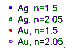 Ag, n=1.5
Ag, n=2.05
Au, n=1.5
Au, n=2.05